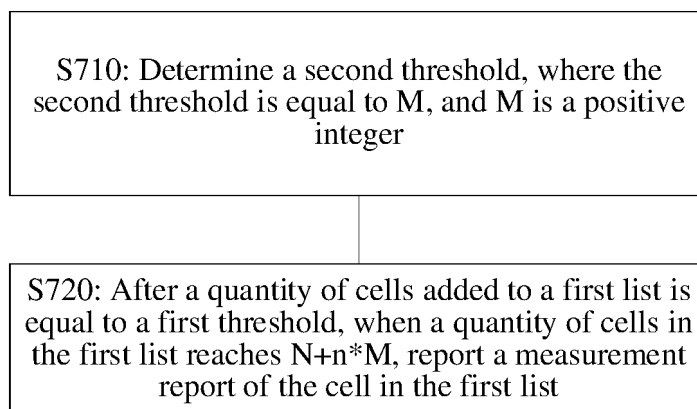 S710: Determine a second threshold, where the
second threshold is equal to M, and M is a positive
integer
S720: After a quantity of cells added to a first list is
equal to a first threshold, when a quantity of cells in
the first list reaches N+n*M, report a measurement
report of the cell in the first list